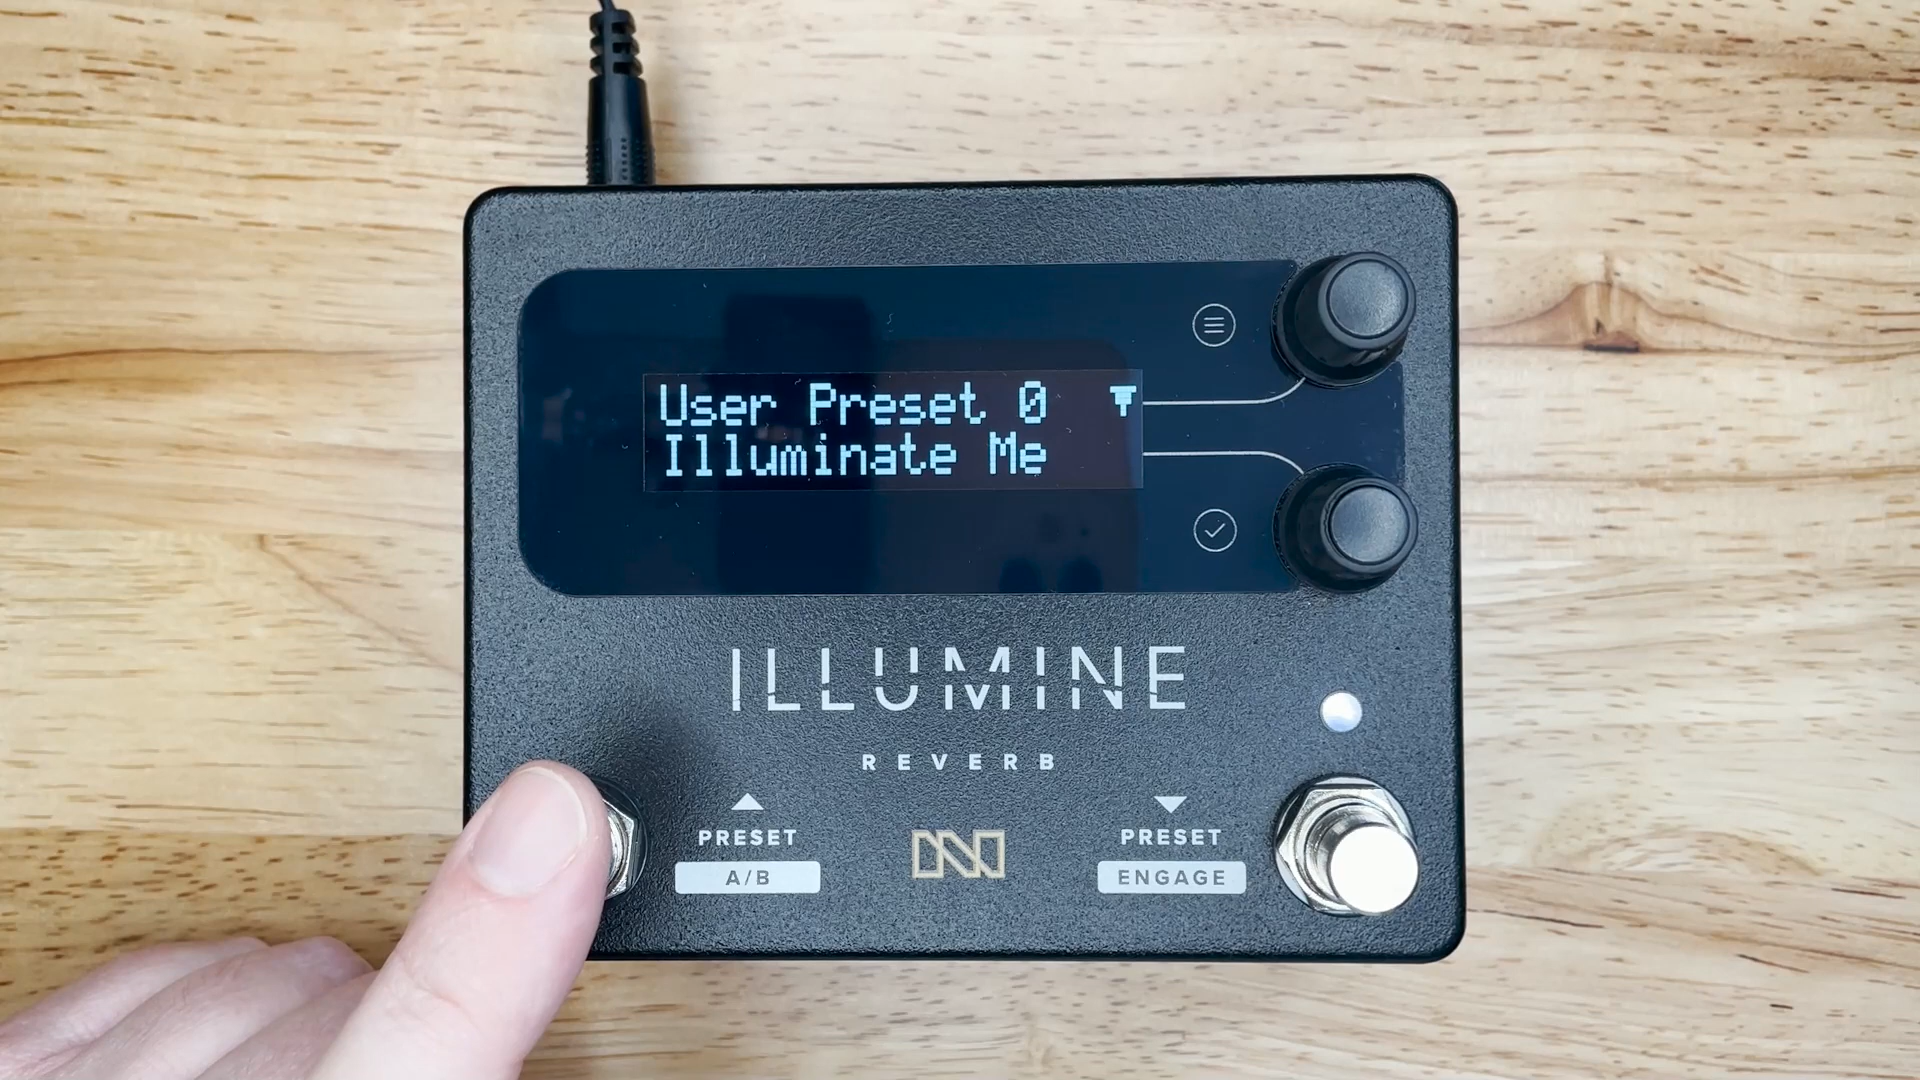 User Preset 0
Illuminate Me
ILLUMINE
REVERB
PRESET
A/B
PRESET
ENGAGE